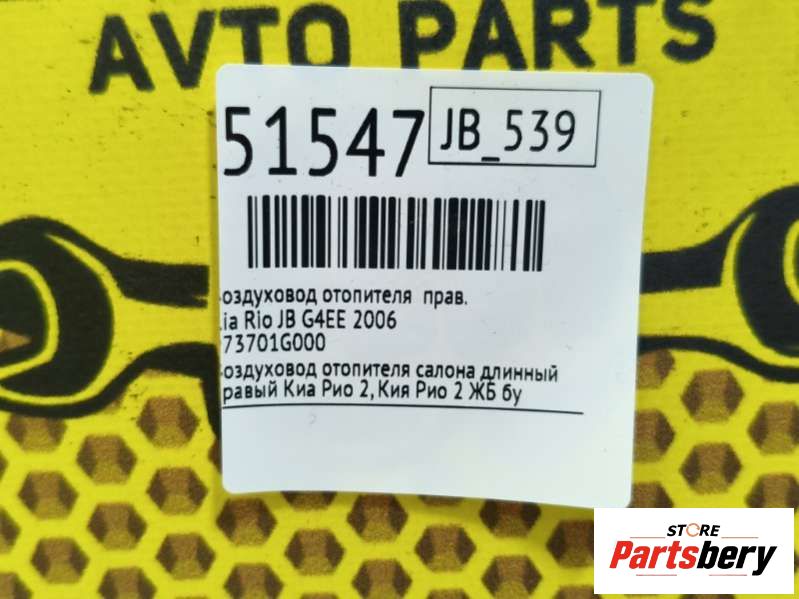 AVTO PARTS
51547
JB_539
оздуховод отопителя прав.
ia Rio JB G4EE 2006
73701G000
оздуховод отопителя салона длинный
равый Киа Рио 2, Кия Рио 2 ЖБ бу
STORE
Partsbery